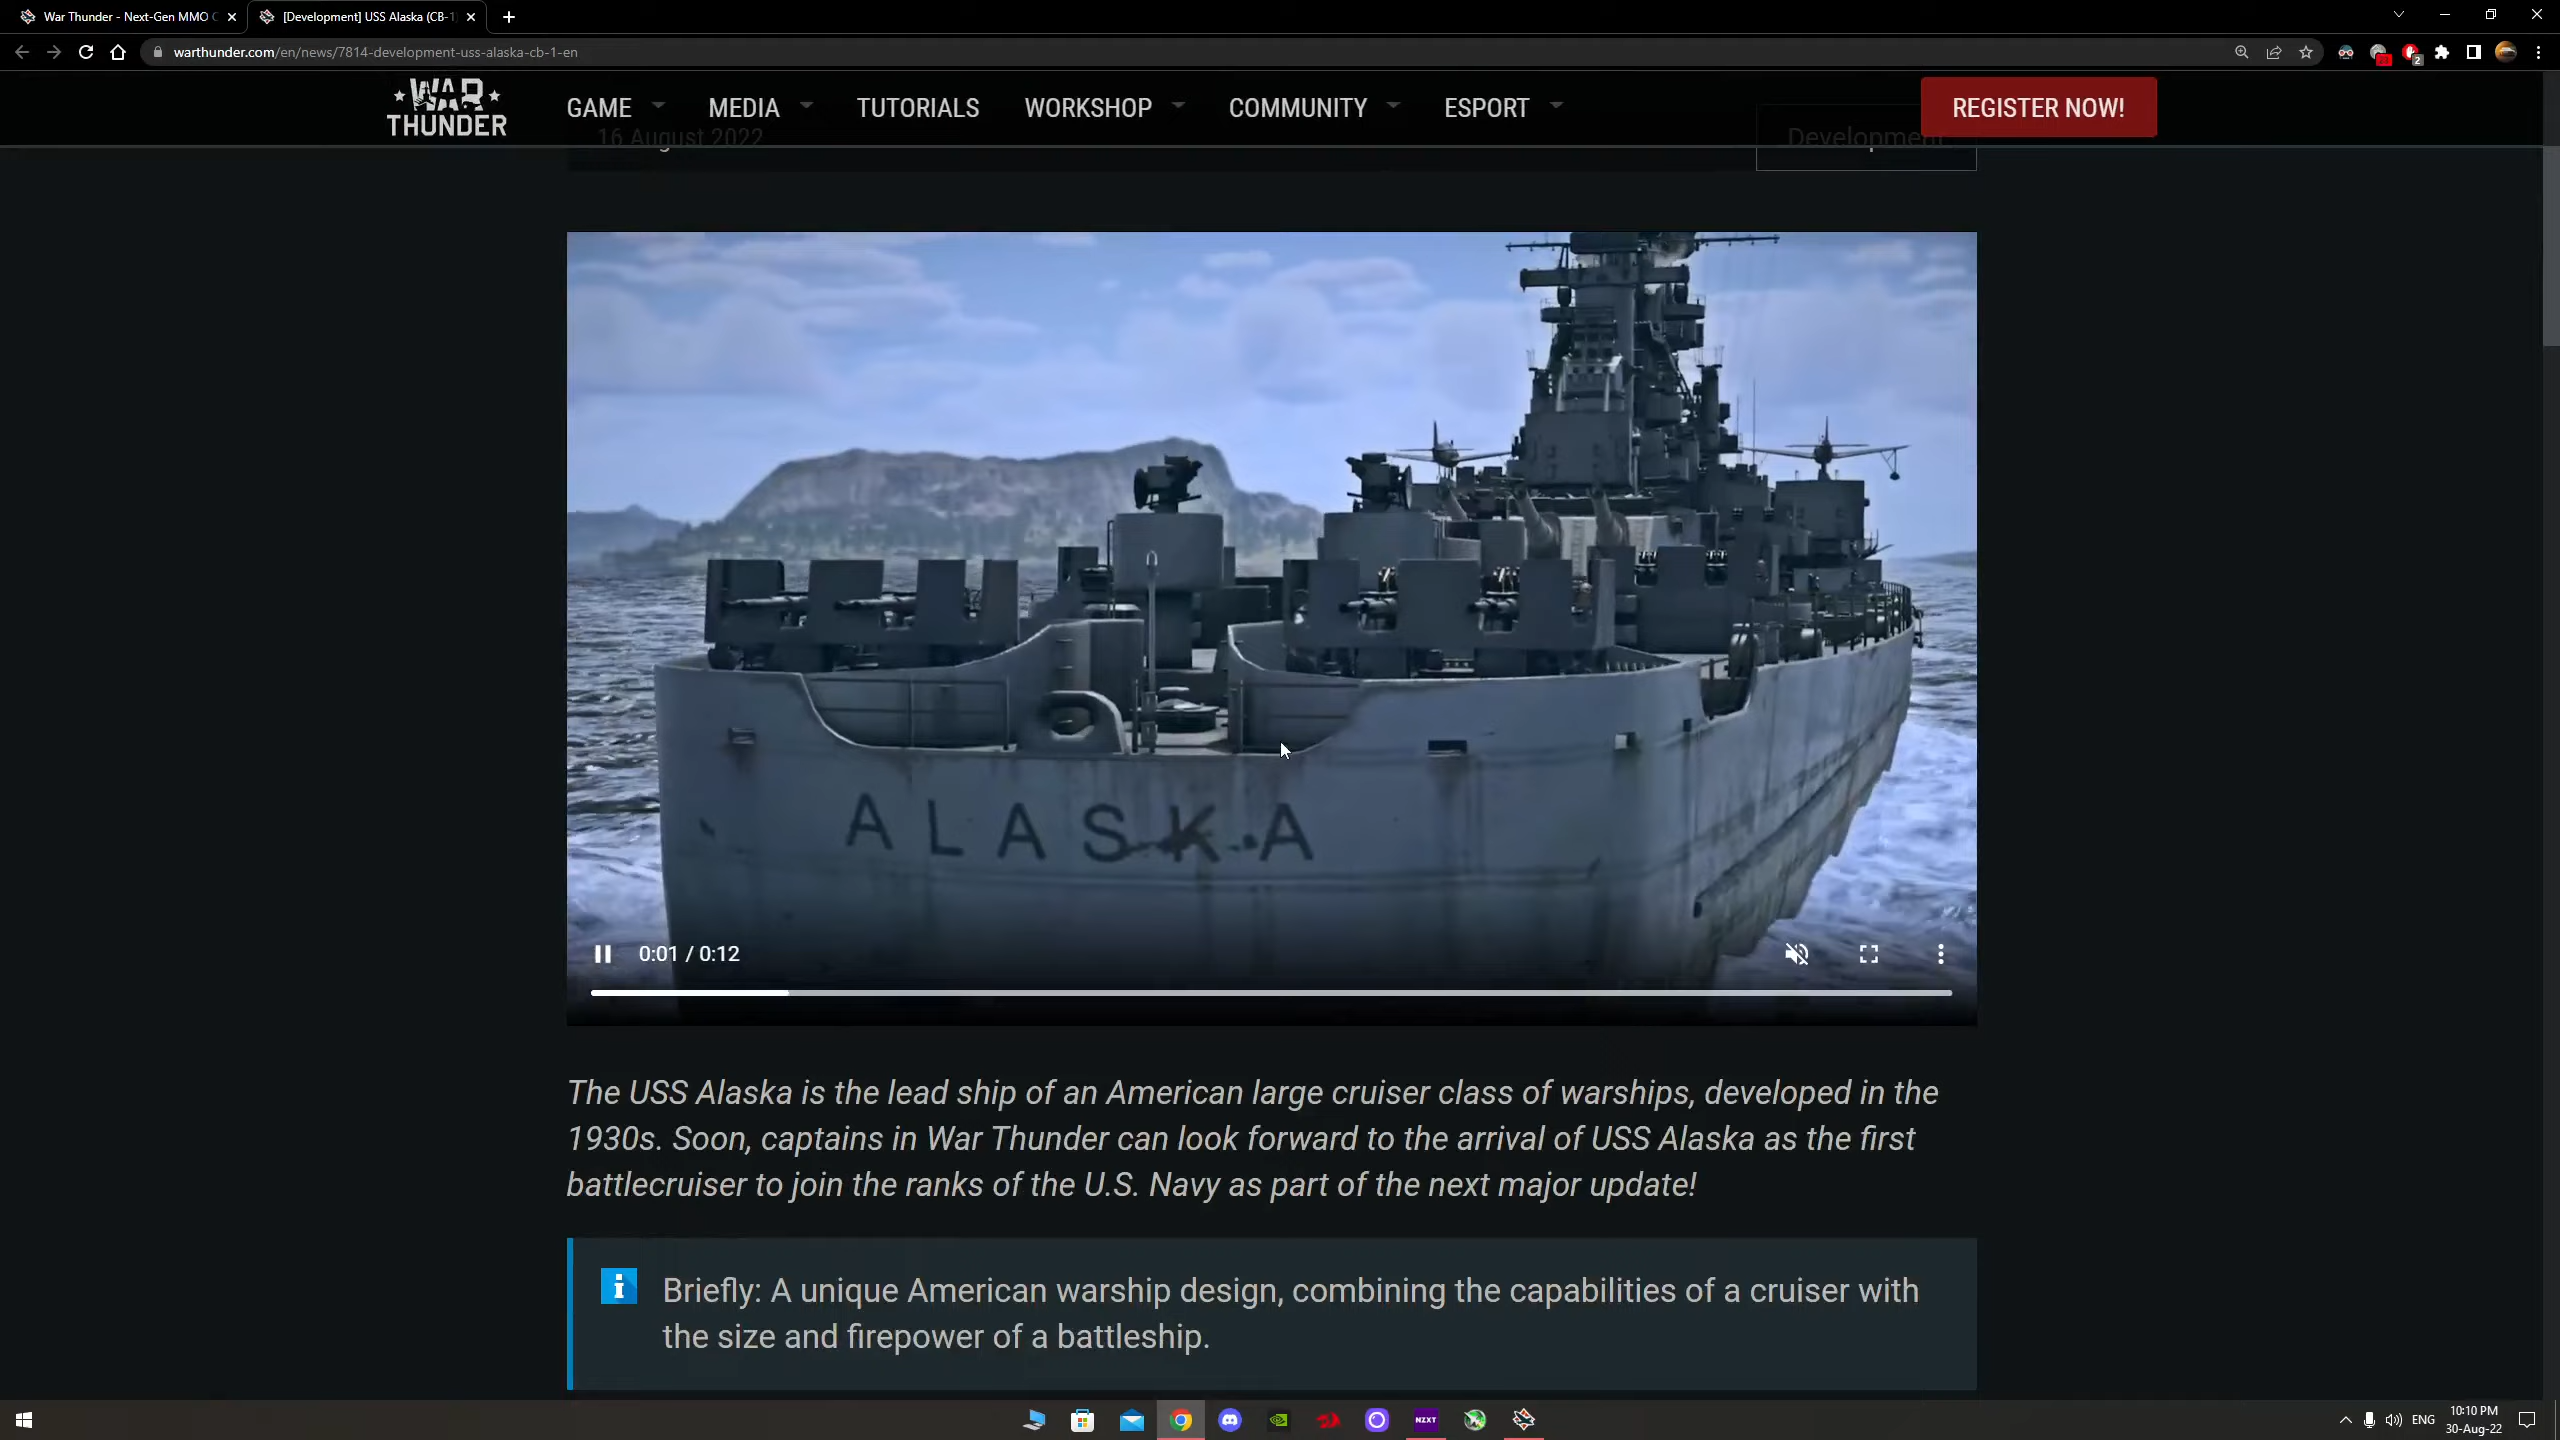 War Thunder - Next-Gen MMO C
[Development] USS Alaska (CB-1)
warthunder.com/en/news/7814-development-uss-alaska-cb-1-en
WAR THUNDER
GAME
MEDIA
TUTORIALS
WORKSHOP
COMMUNITY
ESPORT
REGISTER NOW!
16 August 2022
Development
ALASKA
0:01 / 0:12
The USS Alaska is the lead ship of an American large cruiser class of warships, developed in the
1930s. Soon, captains in War Thunder can look forward to the arrival of USS Alaska as the first
battlecruiser to join the ranks of the U.S. Navy as part of the next major update!
Briefly: A unique American warship design, combining the capabilities of a cruiser with
the size and firepower of a battleship.
NZXT
ENG
10:10 PM
30-Aug-22